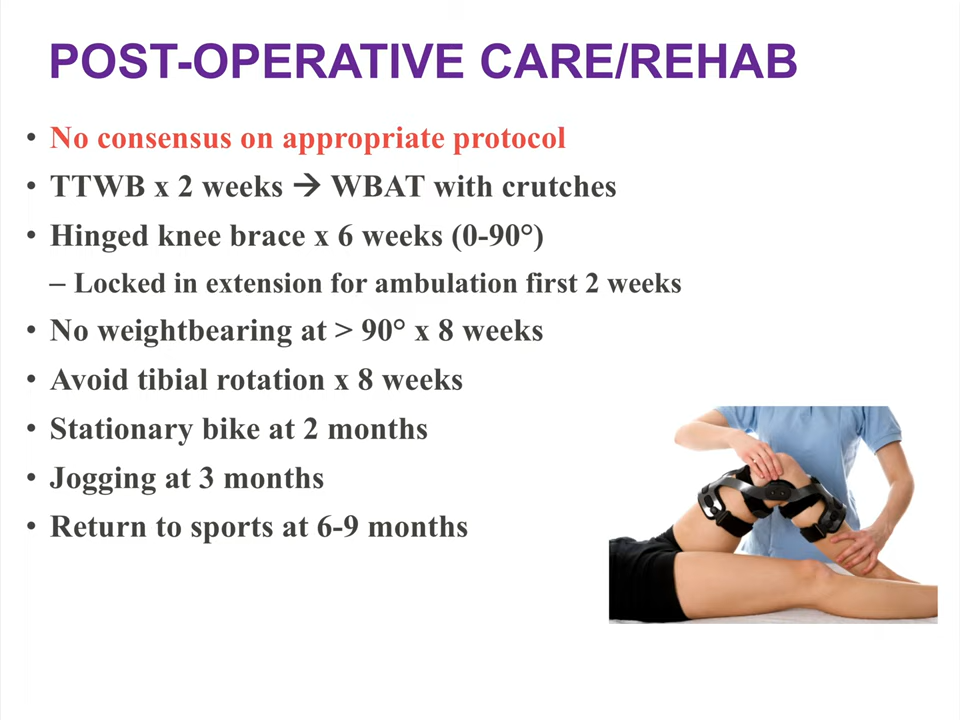 POST-OPERATIVE CARE/REHAB
• No consensus on appropriate protocol
• TTWB x 2 weeks → WBAT with crutches
• Hinged knee brace x 6 weeks (0-90°)
– Locked in extension for ambulation first 2 weeks
• No weightbearing at > 90° x 8 weeks
• Avoid tibial rotation x 8 weeks
• Stationary bike at 2 months
• Jogging at 3 months
• Return to sports at 6-9 months